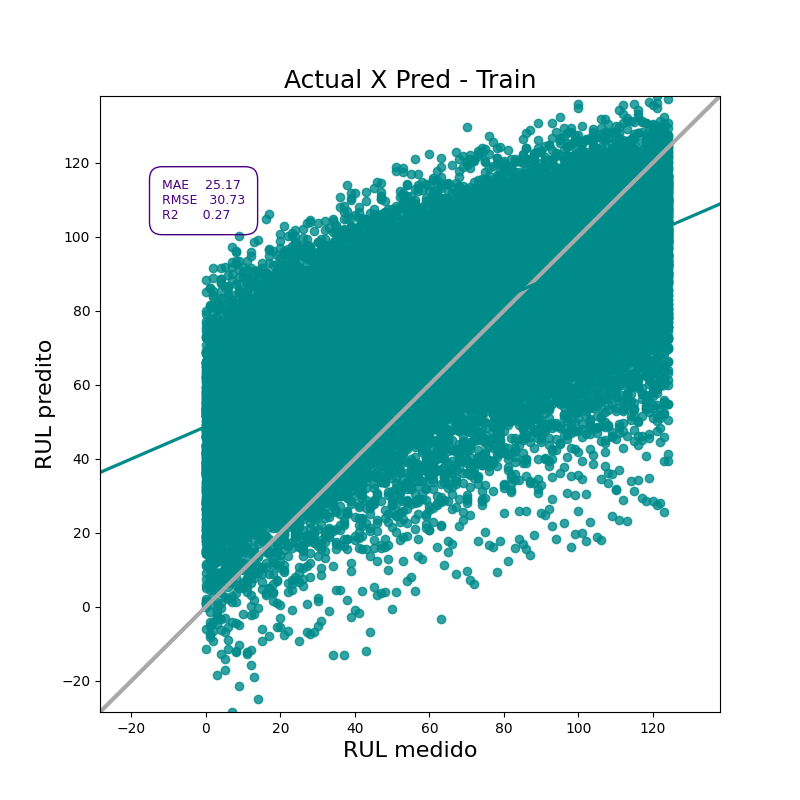 Actual X Pred - Train
MAE 25.17
RMSE 30.73
R2 0.27
RUL predito
120
100
80
60
40
20
0
−20
−20 0 20 40 60 80 100 120
RUL medido